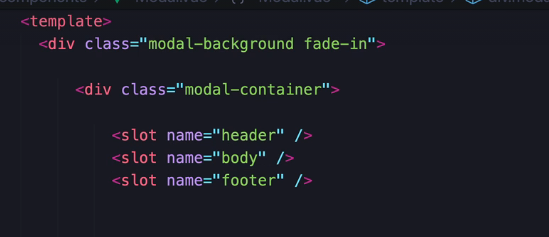 <template>
<div class="modal-background fade-in">
<div class="modal-container">
<slot name="header" />
<slot name="body" />
<slot name="footer" />